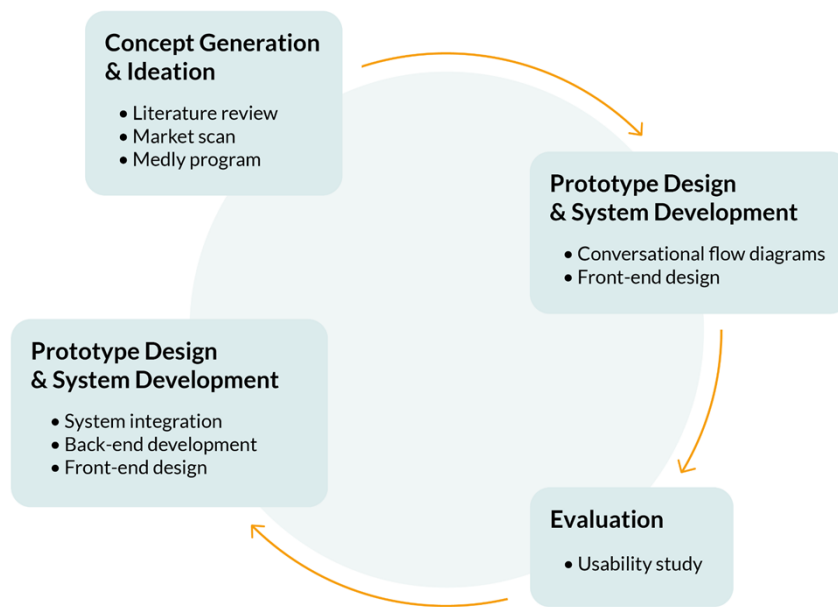 Concept Generation
& Ideation
• Literature review
• Market scan
• Medly program
Prototype Design
& System Development
• Conversational flow diagrams
• Front-end design
Evaluation
• Usability study
Prototype Design
& System Development
• System integration
• Back-end development
• Front-end design